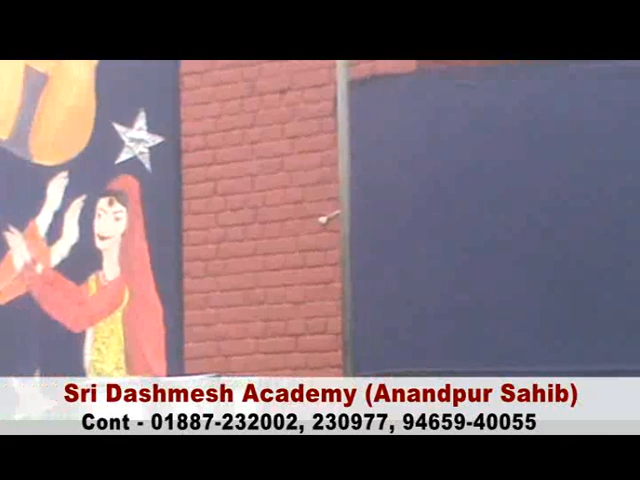 Sri Dashmesh Academy (Anandpur Sahib)
Cont - 01887-232002, 230977, 94659-40055